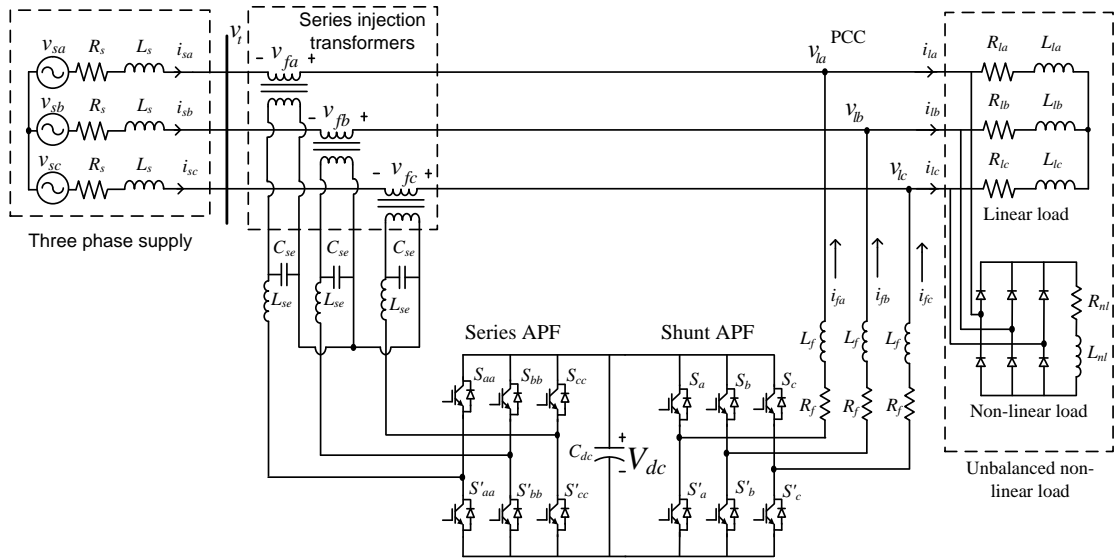 Series injection
transformers
v_t
v_sa R_s L_s i_sa
v_sb R_s L_s i_sb
v_sc R_s L_s i_sc
Three phase supply
- v_fa +
- v_fb +
- v_fc +
PCC
v_la i_la
v_lb i_lb
v_lc i_lc
R_la L_la
R_lb L_lb
R_lc L_lc
Linear load
C_se C_se C_se
L_se L_se L_se
i_fa i_fb i_fc
R_nl
L_nl
Non-linear load
Unbalanced non-
linear load
Series APF
Shunt APF
L_f L_f L_f
R_f R_f R_f
S_aa S_bb S_cc
S_a S_b S_c
C_dc + V_dc -
S'_aa S'_bb S'_cc
S'_a S'_b S'_c